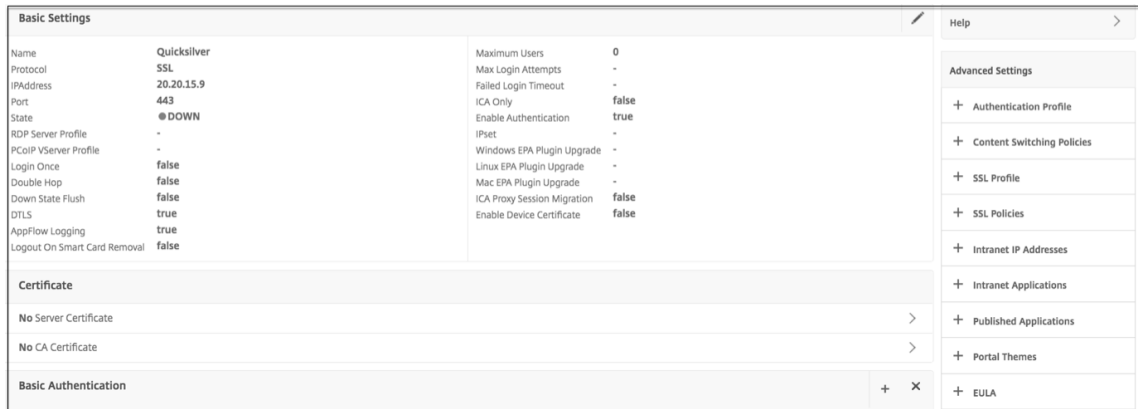 Basic Settings
Name Quicksilver
Protocol SSL
IPAddress 20.20.15.9
Port 443
State DOWN
RDP Server Profile -
PCoIP VServer Profile -
Login Once false
Double Hop false
Down State Flush false
DTLS true
AppFlow Logging true
Logout On Smart Card Removal false
Maximum Users 0
Max Login Attempts -
Failed Login Timeout -
ICA Only false
Enable Authentication true
IPset -
Windows EPA Plugin Upgrade -
Linux EPA Plugin Upgrade -
Mac EPA Plugin Upgrade -
ICA Proxy Session Migration false
Enable Device Certificate false
Certificate
No Server Certificate
No CA Certificate
Basic Authentication
Help
Advanced Settings
Authentication Profile
Content Switching Policies
SSL Profile
SSL Policies
Intranet IP Addresses
Intranet Applications
Published Applications
Portal Themes
EULA